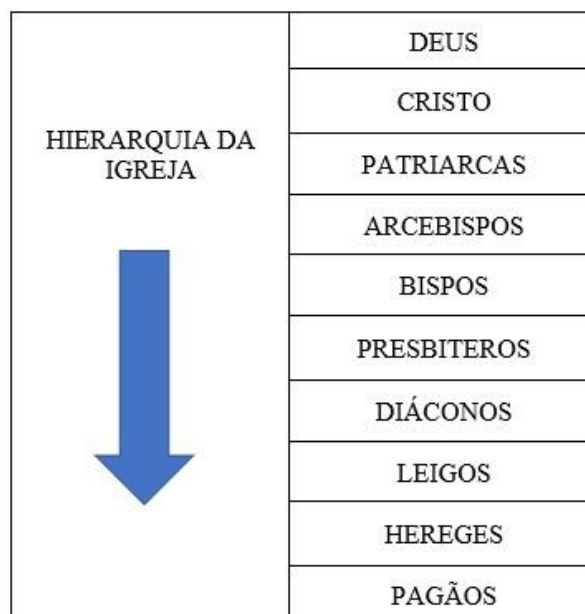 HIERARQUIA DA
IGREJA
DEUS
CRISTO
PATRIARCAS
ARCEBISPOS
BISPOS
PRESBITEROS
DIÁCONOS
LEIGOS
HEREGES
PAGÃOS